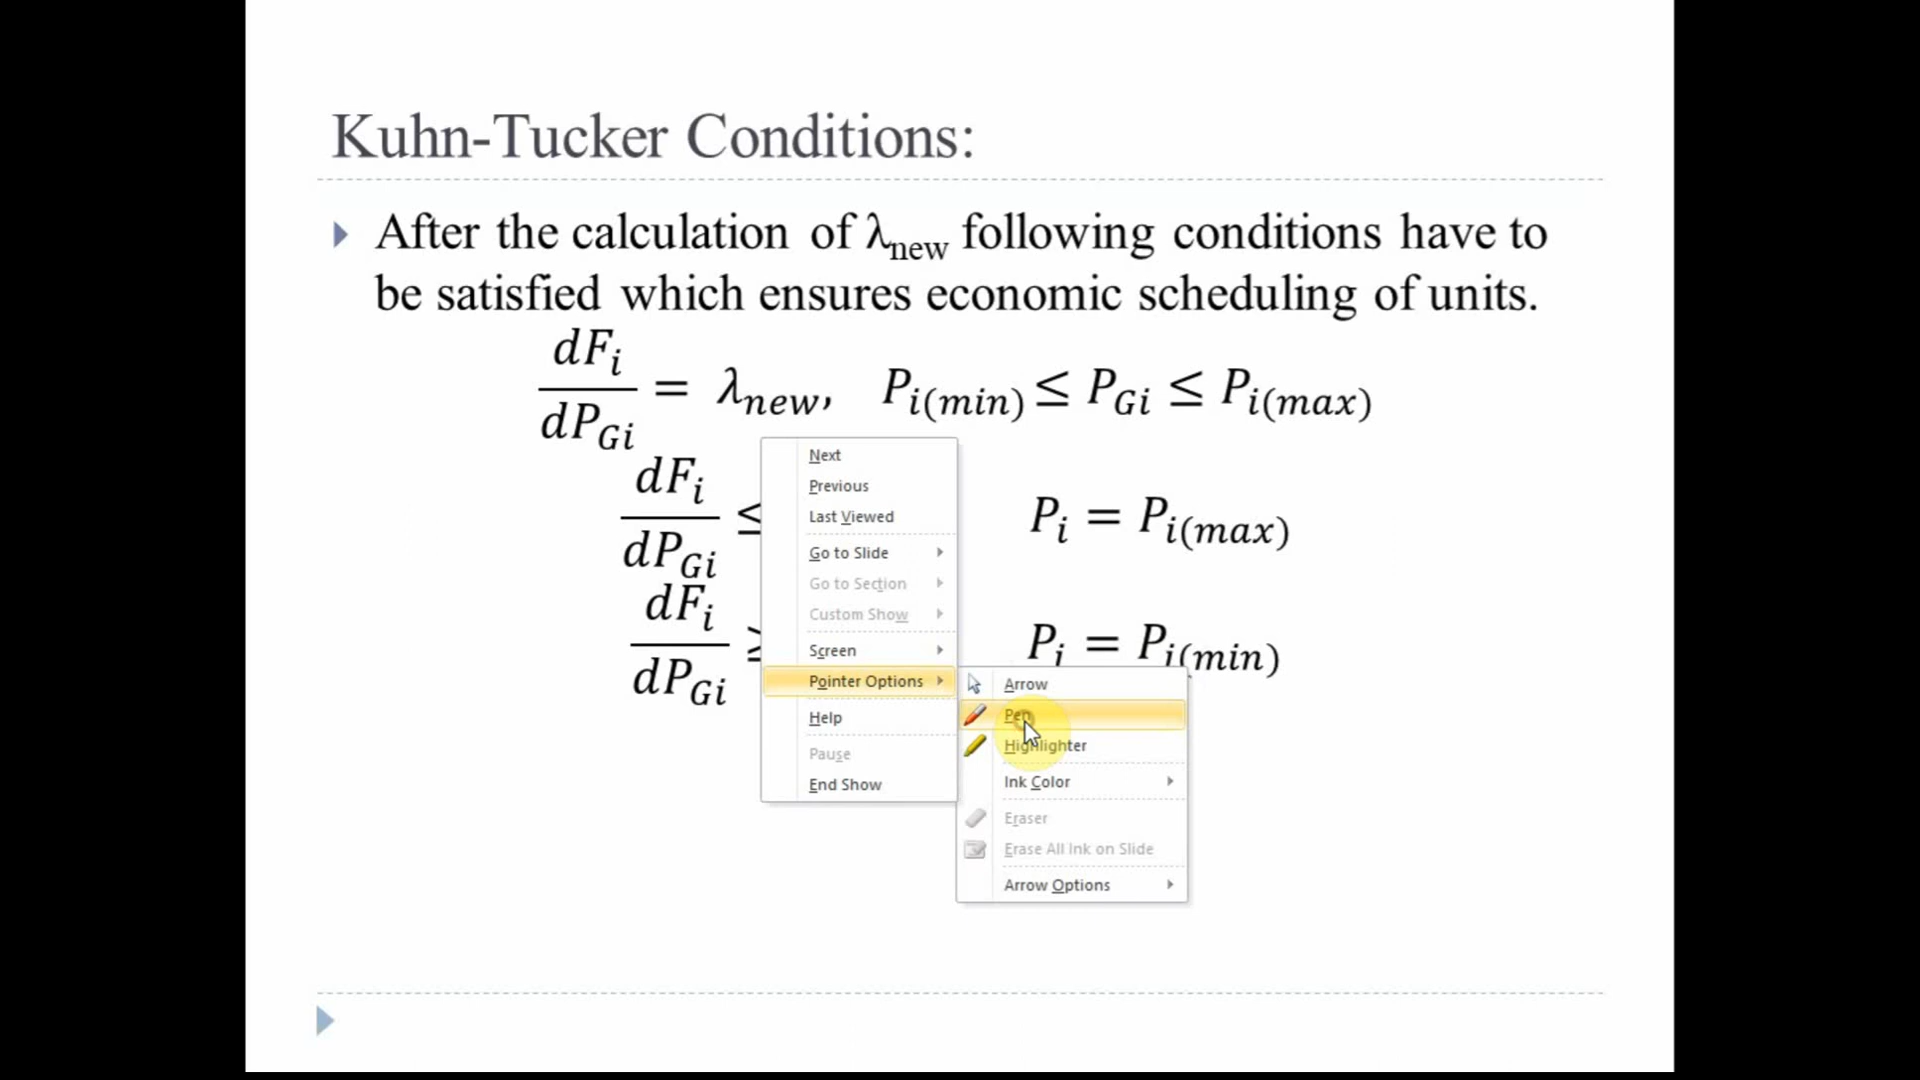 Kuhn-Tucker Conditions:
After the calculation of λnew following conditions have to
be satisfied which ensures economic scheduling of units.
dFi/dPGi = λnew, Pi(min) ≤ PGi ≤ Pi(max)
dFi/dPGi ≤ Pi = Pi(max)
dFi/dPGi ≥ Pi = Pi(min)
Next
Previous
Last Viewed
Go to Slide
Go to Section
Custom Show
Screen
Pointer Options
Help
Pause
End Show
Arrow
Pen
Highlighter
Ink Color
Eraser
Erase All Ink on Slide
Arrow Options